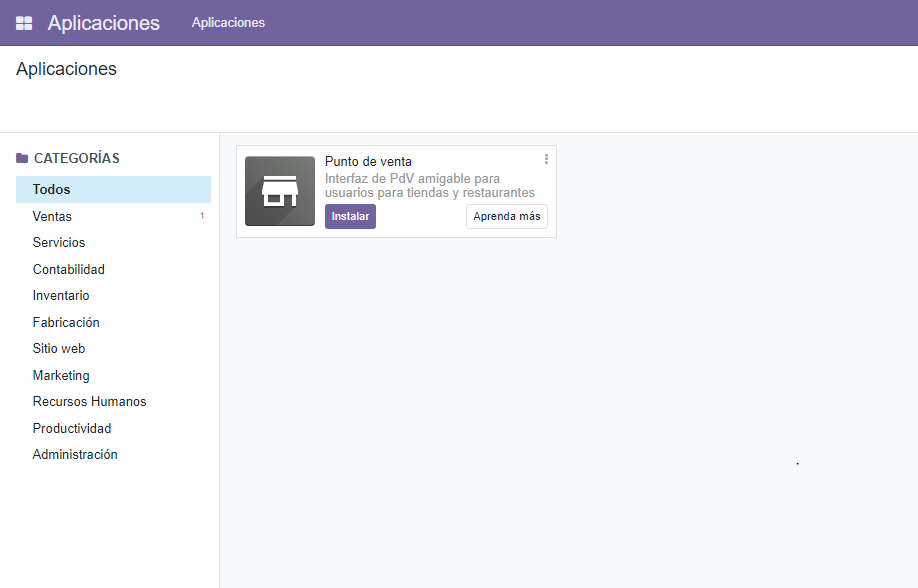 Aplicaciones
Aplicaciones
Aplicaciones
CATEGORÍAS
Todos
Ventas 1
Servicios
Contabilidad
Inventario
Fabricación
Sitio web
Marketing
Recursos Humanos
Productividad
Administración
Punto de venta
Interfaz de PdV amigable para
usuarios para tiendas y restaurantes
Instalar
Aprenda más